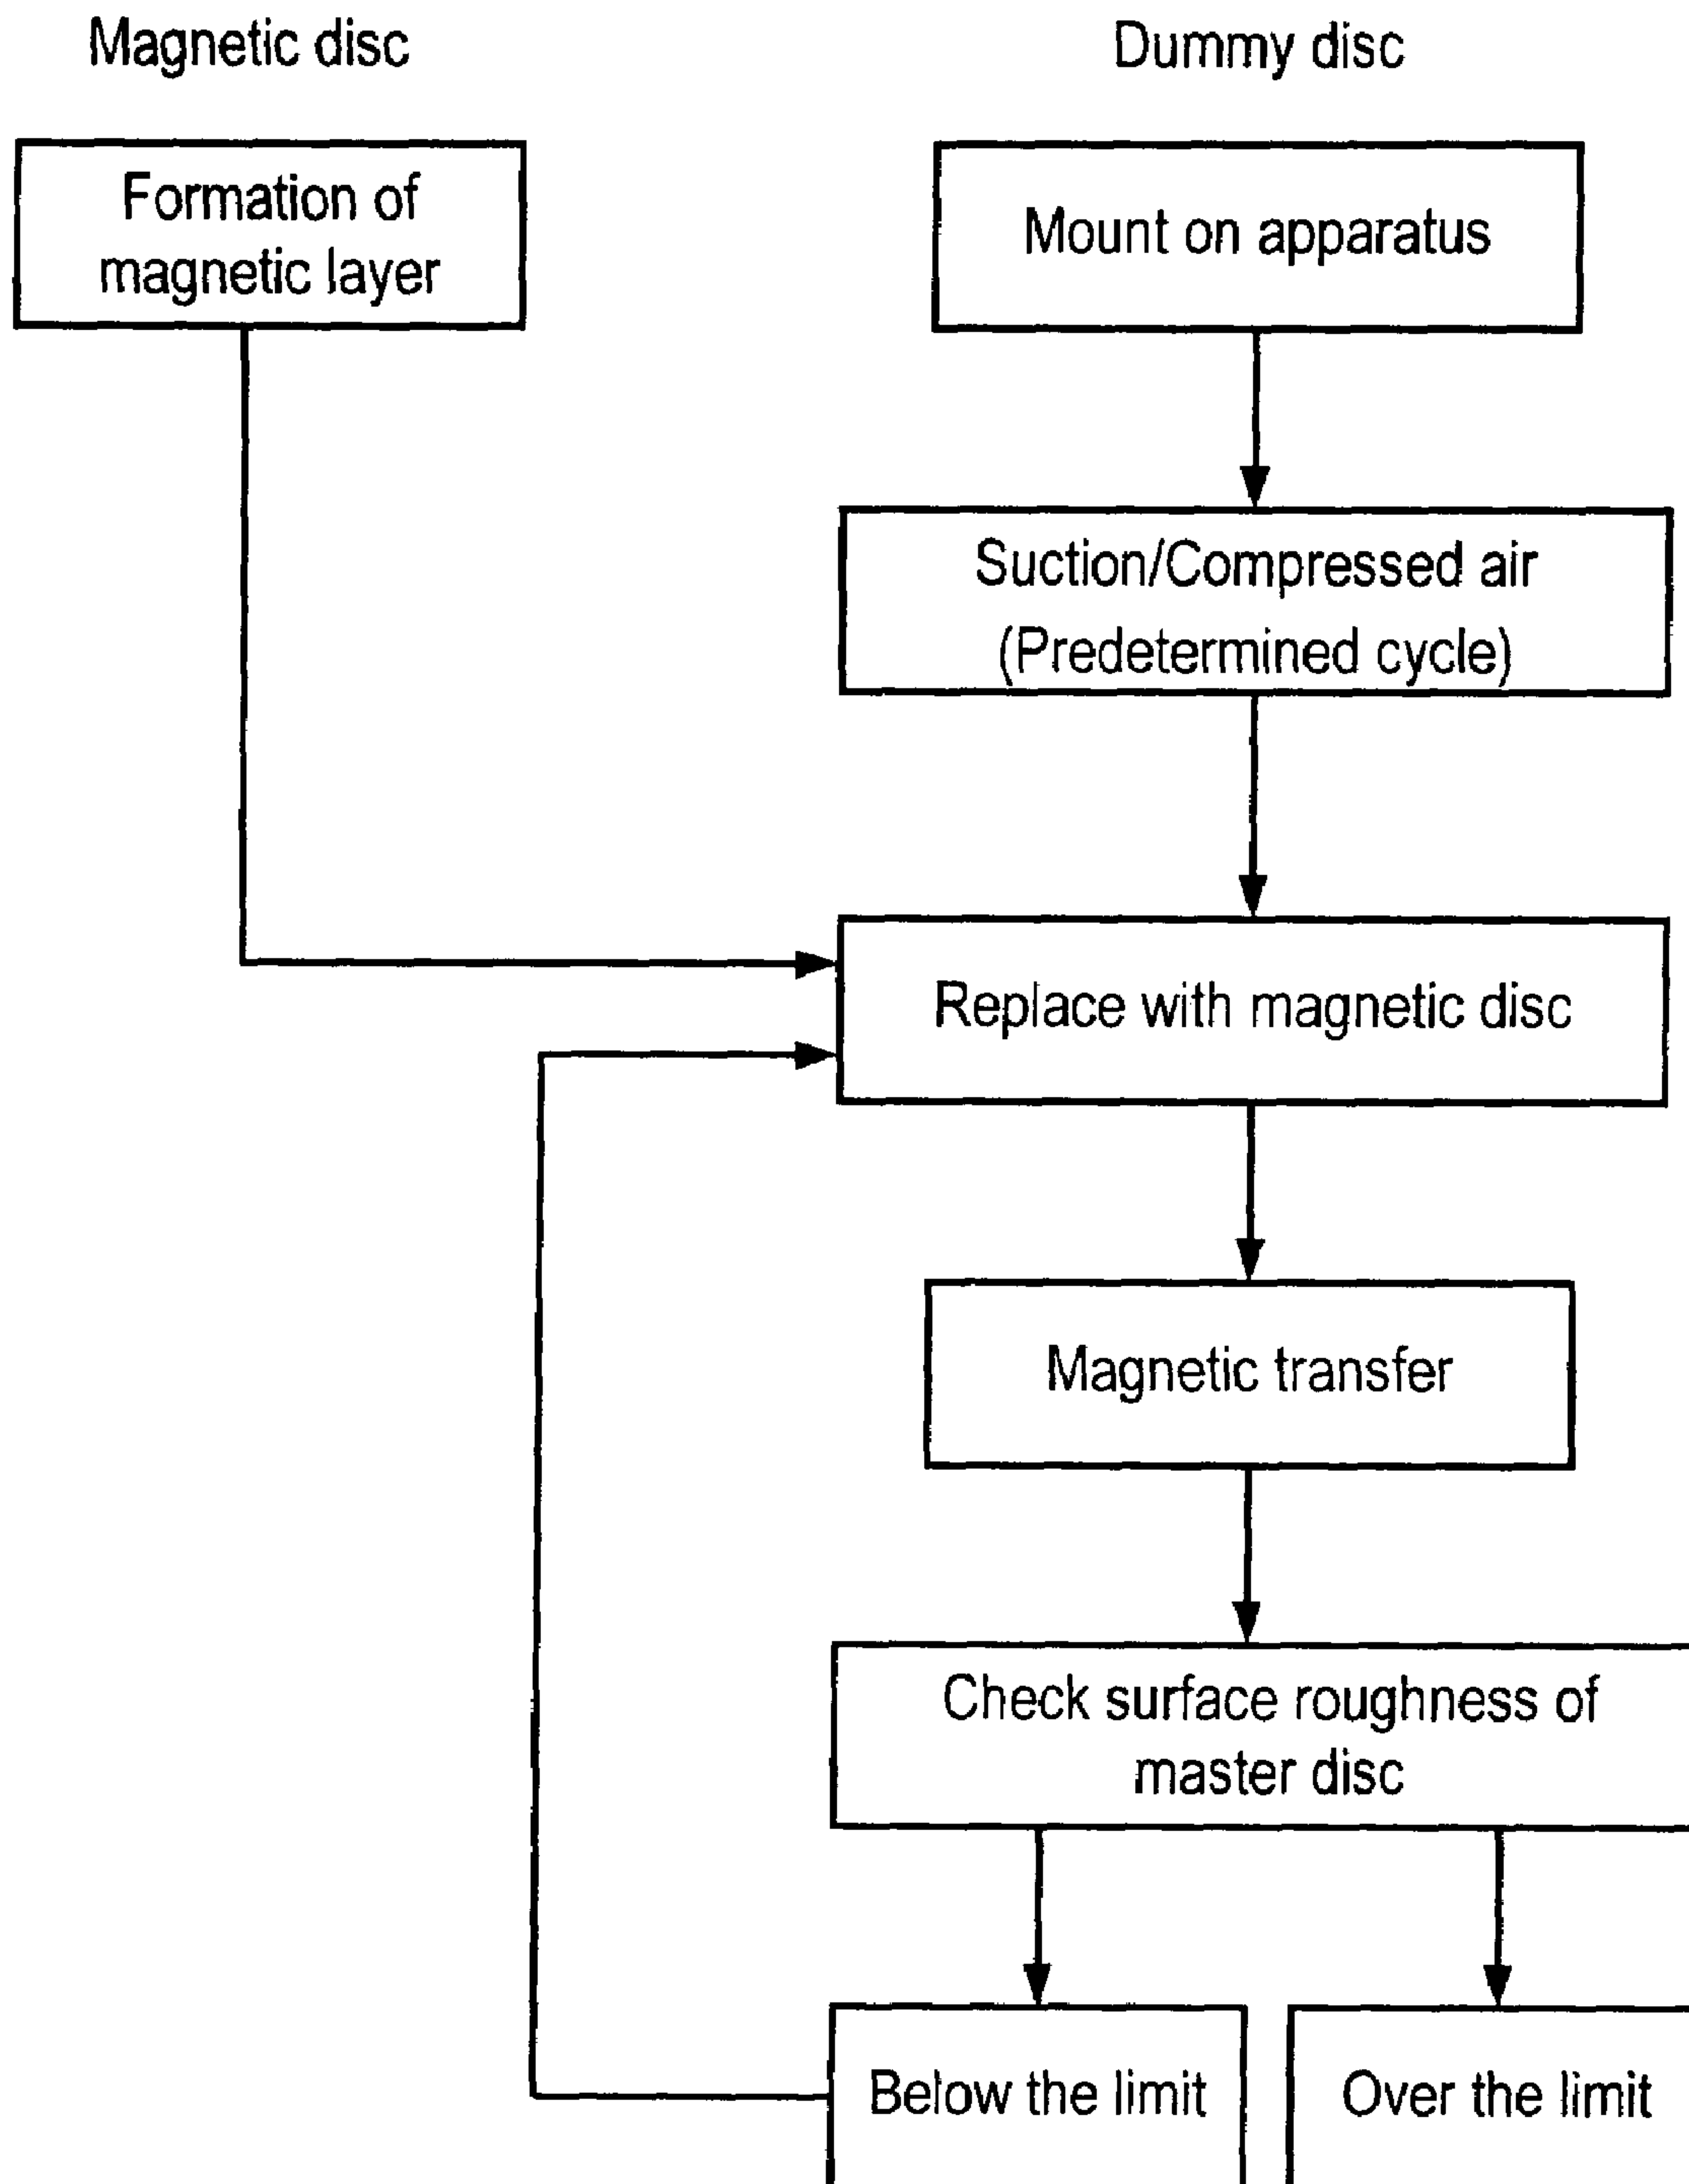 Magnetic disc
Dummy disc
Formation of
magnetic layer
Mount on apparatus
Suction/Compressed air
(Predetermined cycle)
Replace with magnetic disc
Magnetic transfer
Check surface roughness of
master disc
Below the limit
Over the limit